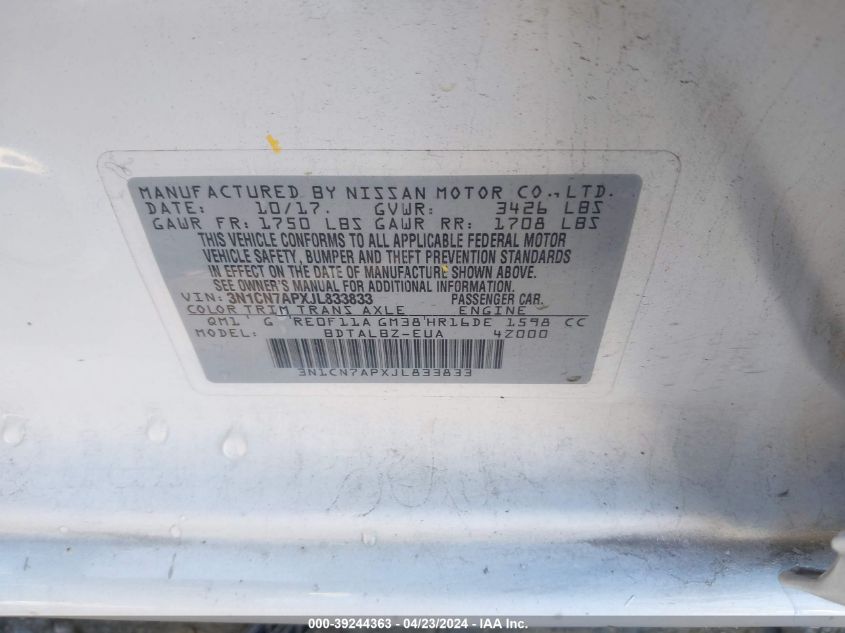 MANUFACTURED BY NISSAN MOTOR CO., LTD.
DATE: 10/17. GVWR: 3426 LBS
GAWR FR: 1750 LBS GAWR RR: 1708 LBS
THIS VEHICLE CONFORMS TO ALL APPLICABLE FEDERAL MOTOR
VEHICLE SAFETY, BUMPER AND THEFT PREVENTION STANDARDS
IN EFFECT ON THE DATE OF MANUFACTURE SHOWN ABOVE.
SEE OWNER'S MANUAL FOR ADDITIONAL INFORMATION.
VIN: 3N1CN7APXJL833833 PASSENGER CAR.
COLOR TRIM TRANS AXLE ENGINE
QM1 G RE0F11A GM38 HR16DE 1598 CC
MODEL: BDTALBZ-EUA 4Z000
3N1CN7APXJL833833
000-39244363 - 04/23/2024 - IAA Inc.